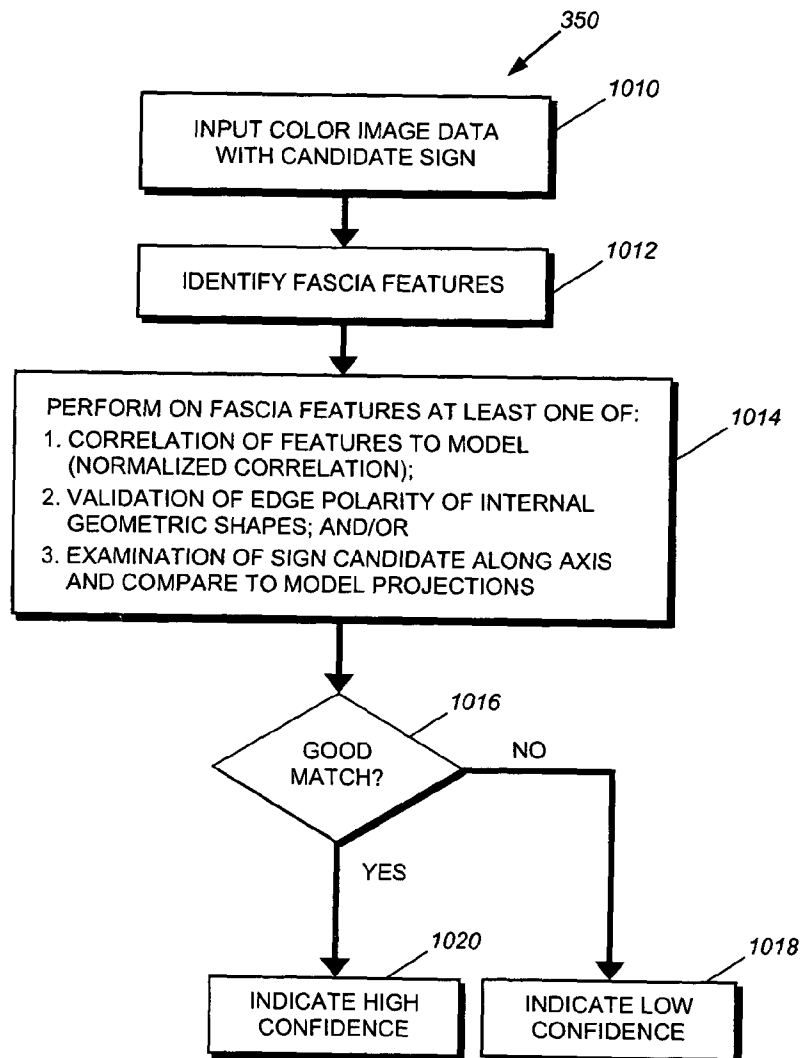 350
1010
INPUT COLOR IMAGE DATA
WITH CANDIDATE SIGN
1012
IDENTIFY FASCIA FEATURES
1014
PERFORM ON FASCIA FEATURES AT LEAST ONE OF:
1. CORRELATION OF FEATURES TO MODEL
(NORMALIZED CORRELATION);
2. VALIDATION OF EDGE POLARITY OF INTERNAL
GEOMETRIC SHAPES; AND/OR
3. EXAMINATION OF SIGN CANDIDATE ALONG AXIS
AND COMPARE TO MODEL PROJECTIONS
1016
GOOD
MATCH?
NO
YES
1020
INDICATE HIGH
CONFIDENCE
1018
INDICATE LOW
CONFIDENCE